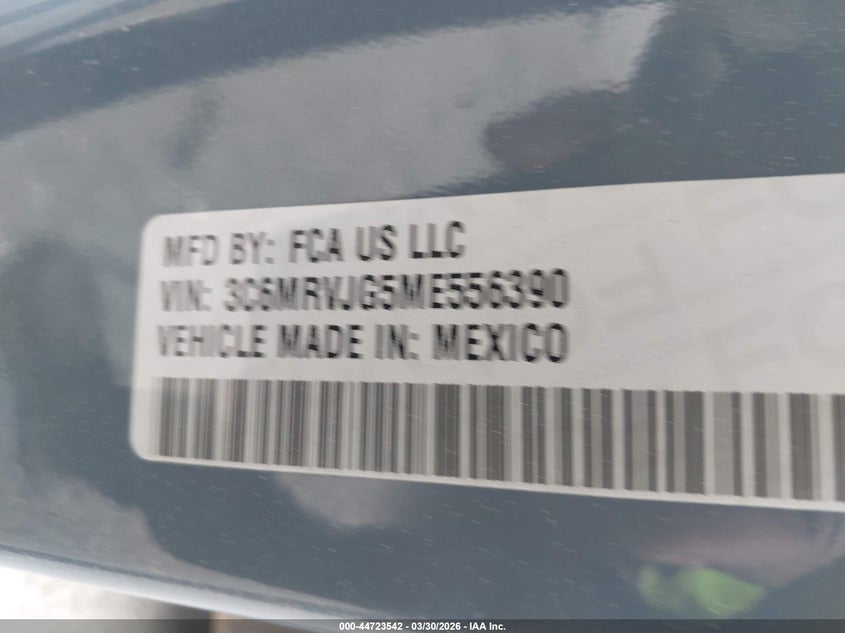 MFD BY: FCA US LLC
VIN: 3C6MRVJG5ME556390
VEHICLE MADE IN: MEXICO
000-44723542 - 03/30/2026 - IAA Inc.